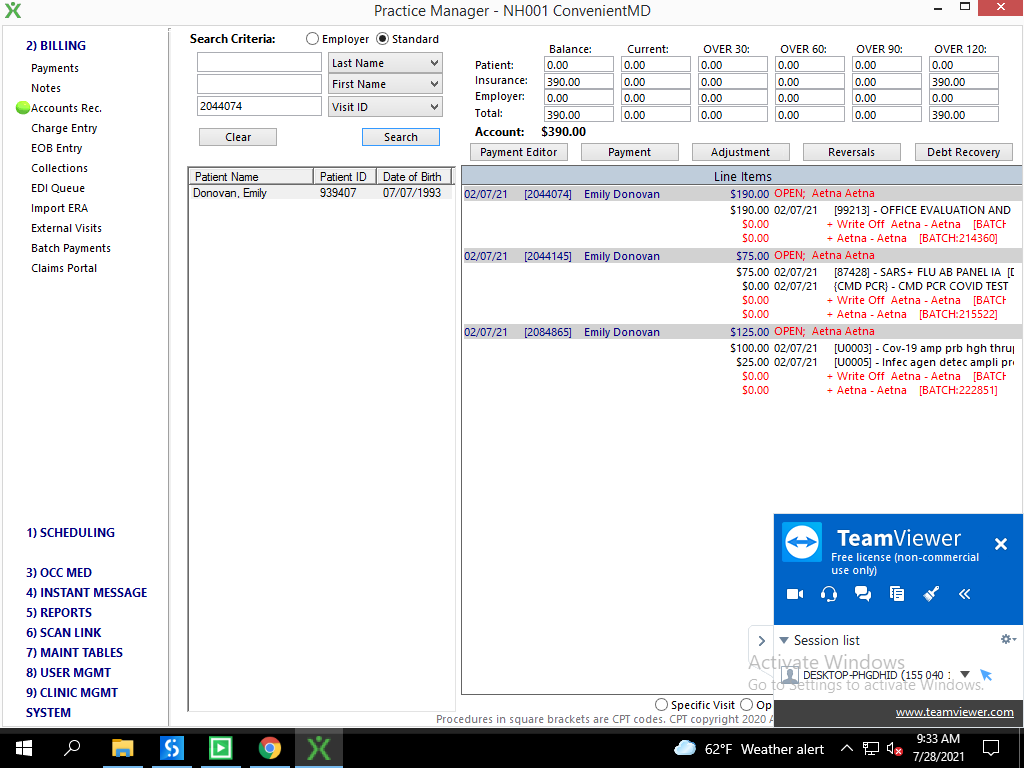 Practice Manager - NH001 ConvenientMD
2) BILLING
Payments
Notes
Accounts Rec.
Charge Entry
EOB Entry
Collections
EDI Queue
Import ERA
External Visits
Batch Payments
Claims Portal
1) SCHEDULING
3) OCC MED
4) INSTANT MESSAGE
5) REPORTS
6) SCAN LINK
7) MAINT TABLES
8) USER MGMT
9) CLINIC MGMT
SYSTEM
Search Criteria: Employer Standard
Last Name
First Name
2044074 Visit ID
Clear Search
Patient Name Patient ID Date of Birth
Donovan, Emily 939407 07/07/1993
Balance: Current: OVER 30: OVER 60: OVER 90: OVER 120:
Patient: 0.00 0.00 0.00 0.00 0.00 0.00
Insurance: 390.00 0.00 0.00 0.00 0.00 390.00
Employer: 0.00 0.00 0.00 0.00 0.00 0.00
Total: 390.00 0.00 0.00 0.00 0.00 390.00
Account: $390.00
Payment Editor Payment Adjustment Reversals Debt Recovery
Line Items
02/07/21 [2044074] Emily Donovan $190.00 OPEN; Aetna Aetna
$190.00 02/07/21 [99213] - OFFICE EVALUATION AND
$0.00 + Write Off Aetna - Aetna [BATCH
$0.00 + Aetna - Aetna [BATCH:214360]
02/07/21 [2044145] Emily Donovan $75.00 OPEN; Aetna Aetna
$75.00 02/07/21 [87428] - SARS+ FLU AB PANEL IA [D
$0.00 02/07/21 {CMD PCR} - CMD PCR COVID TEST
$0.00 + Write Off Aetna - Aetna [BATCH
$0.00 + Aetna - Aetna [BATCH:215522]
02/07/21 [2084865] Emily Donovan $125.00 OPEN; Aetna Aetna
$100.00 02/07/21 [U0003] - Cov-19 amp prb hgh thrup
$25.00 02/07/21 [U0005] - Infec agen detec ampli pro
$0.00 + Write Off Aetna - Aetna [BATCH
$0.00 + Aetna - Aetna [BATCH:222851]
TeamViewer
Free license (non-commercial
use only)
Session list
Activate Windows
DESKTOP-PHGDHID (155 040 :
Go to Settings to activate Windows.
Specific Visit Op
www.teamviewer.com
Procedures in square brackets are CPT codes. CPT copyright 2020 A
62°F Weather alert
9:33 AM
7/28/2021